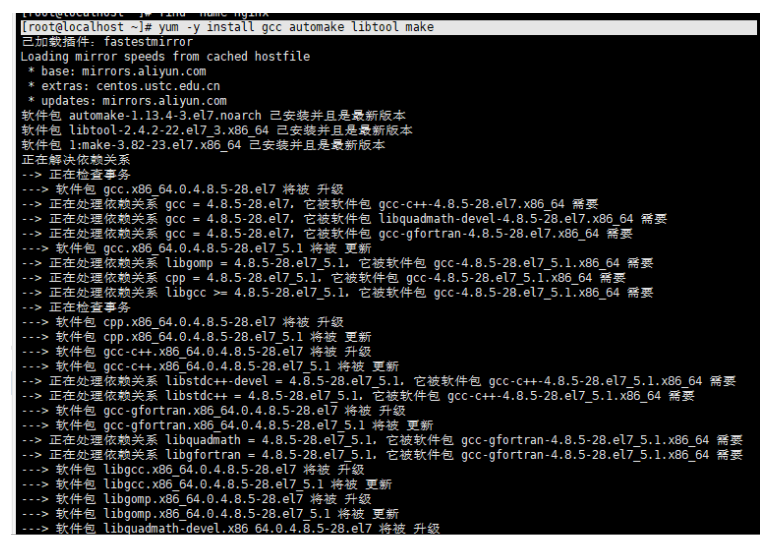 [root@localhost ~]# find -name nginx
[root@localhost ~]# yum -y install gcc automake libtool make
已加载插件: fastestmirror
Loading mirror speeds from cached hostfile
* base: mirrors.aliyun.com
* extras: centos.ustc.edu.cn
* updates: mirrors.aliyun.com
软件包 automake-1.13.4-3.el7.noarch 已安装并且是最新版本
软件包 libtool-2.4.2-22.el7_3.x86_64 已安装并且是最新版本
软件包 1:make-3.82-23.el7.x86_64 已安装并且是最新版本
正在解决依赖关系
--> 正在检查事务
---> 软件包 gcc.x86_64.0.4.8.5-28.el7 将被 升级
--> 正在处理依赖关系 gcc = 4.8.5-28.el7, 它被软件包 gcc-c++-4.8.5-28.el7.x86_64 需要
--> 正在处理依赖关系 gcc = 4.8.5-28.el7, 它被软件包 libquadmath-devel-4.8.5-28.el7.x86_64 需要
--> 正在处理依赖关系 gcc = 4.8.5-28.el7, 它被软件包 gcc-gfortran-4.8.5-28.el7.x86_64 需要
---> 软件包 gcc.x86_64.0.4.8.5-28.el7_5.1 将被 更新
--> 正在处理依赖关系 libgomp = 4.8.5-28.el7_5.1, 它被软件包 gcc-4.8.5-28.el7_5.1.x86_64 需要
--> 正在处理依赖关系 cpp = 4.8.5-28.el7_5.1, 它被软件包 gcc-4.8.5-28.el7_5.1.x86_64 需要
--> 正在处理依赖关系 libgcc >= 4.8.5-28.el7_5.1, 它被软件包 gcc-4.8.5-28.el7_5.1.x86_64 需要
--> 正在检查事务
---> 软件包 cpp.x86_64.0.4.8.5-28.el7 将被 升级
---> 软件包 cpp.x86_64.0.4.8.5-28.el7_5.1 将被 更新
---> 软件包 gcc-c++.x86_64.0.4.8.5-28.el7 将被 升级
---> 软件包 gcc-c++.x86_64.0.4.8.5-28.el7_5.1 将被 更新
--> 正在处理依赖关系 libstdc++-devel = 4.8.5-28.el7_5.1, 它被软件包 gcc-c++-4.8.5-28.el7_5.1.x86_64 需要
--> 正在处理依赖关系 libstdc++ = 4.8.5-28.el7_5.1, 它被软件包 gcc-c++-4.8.5-28.el7_5.1.x86_64 需要
---> 软件包 gcc-gfortran.x86_64.0.4.8.5-28.el7 将被 升级
---> 软件包 gcc-gfortran.x86_64.0.4.8.5-28.el7_5.1 将被 更新
--> 正在处理依赖关系 libquadmath = 4.8.5-28.el7_5.1, 它被软件包 gcc-gfortran-4.8.5-28.el7_5.1.x86_64 需要
--> 正在处理依赖关系 libgfortran = 4.8.5-28.el7_5.1, 它被软件包 gcc-gfortran-4.8.5-28.el7_5.1.x86_64 需要
---> 软件包 libgcc.x86_64.0.4.8.5-28.el7 将被 升级
---> 软件包 libgcc.x86_64.0.4.8.5-28.el7_5.1 将被 更新
---> 软件包 libgomp.x86_64.0.4.8.5-28.el7 将被 升级
---> 软件包 libgomp.x86_64.0.4.8.5-28.el7_5.1 将被 更新
---> 软件包 libquadmath-devel.x86_64.0.4.8.5-28.el7 将被 升级